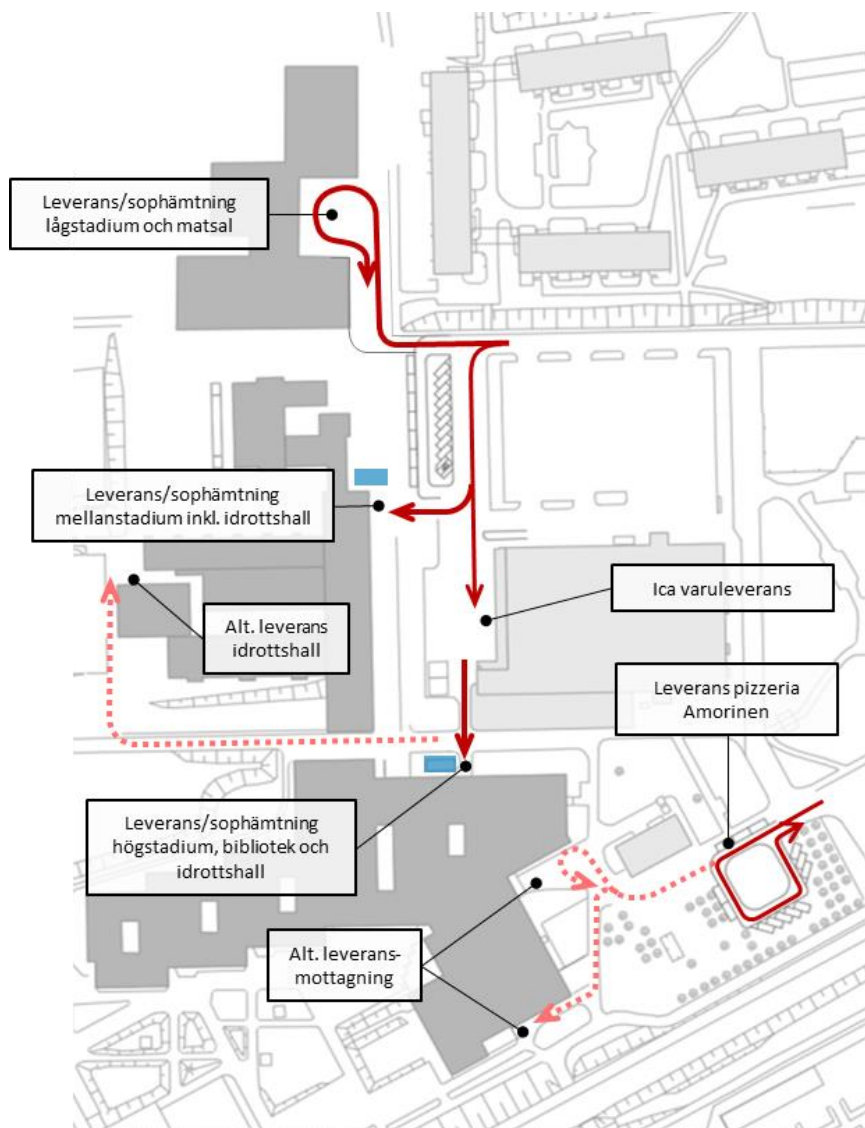 Leverans/sophämtning
lågstadium och matsal
Leverans/sophämtning
mellanstadium inkl. idrottshall
Ica varuleverans
Alt. leverans
idrottshall
Leverans pizzeria
Amorinen
Leverans/sophämtning
högstadium, bibliotek och
idrottshall
Alt. leverans-
mottagning